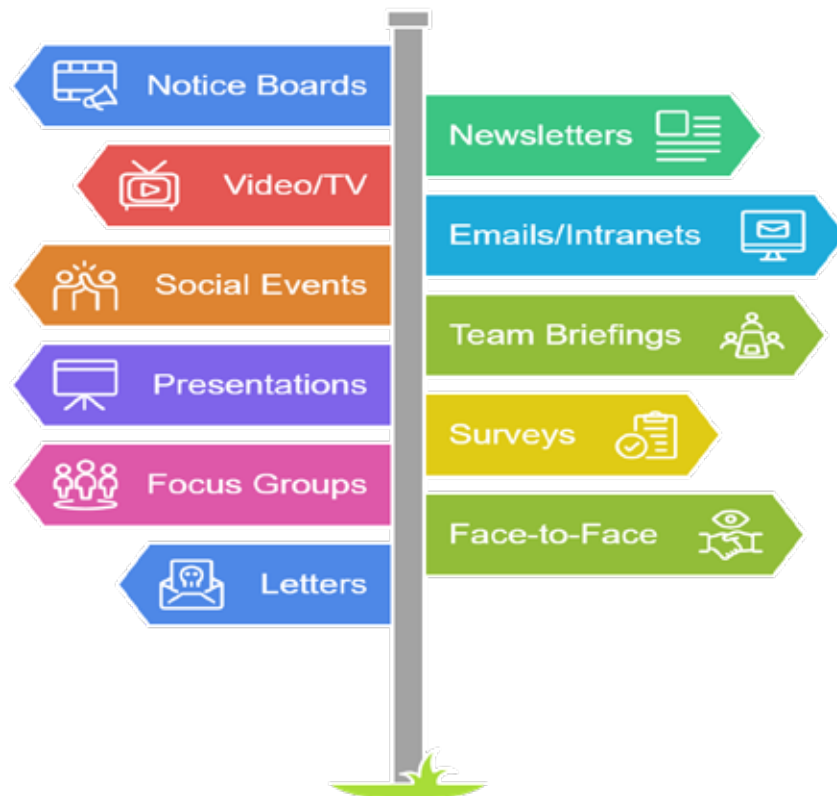 Notice Boards
Newsletters
Video/TV
Emails/Intranets
Social Events
Team Briefings
Presentations
Surveys
Focus Groups
Face-to-Face
Letters